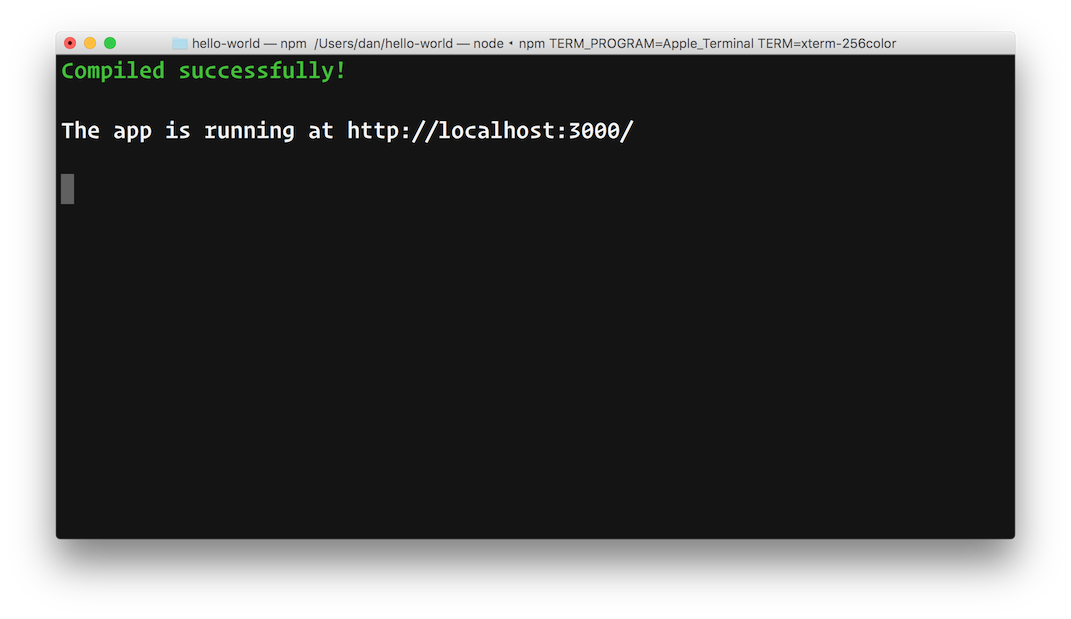 hello-world — npm  /Users/dan/hello-world — node ◂ npm TERM_PROGRAM=Apple_Terminal TERM=xterm-256color
Compiled successfully!
The app is running at http://localhost:3000/